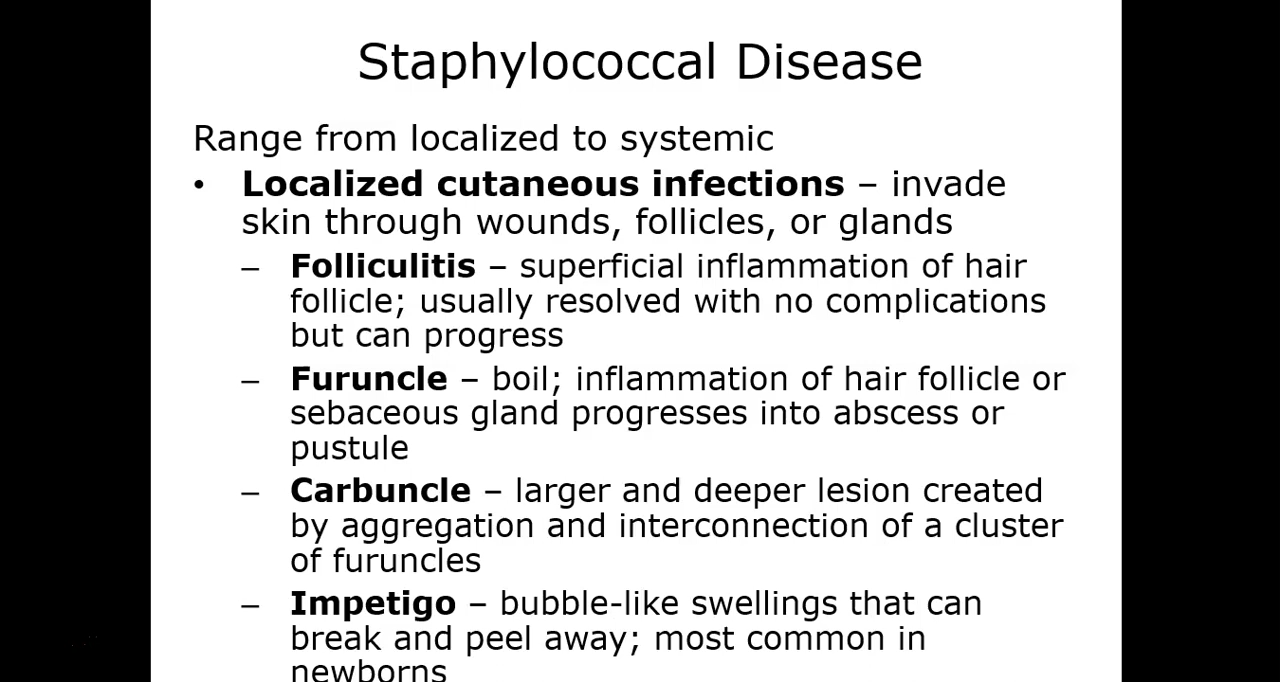 Staphylococcal Disease
Range from localized to systemic
• Localized cutaneous infections – invade
skin through wounds, follicles, or glands
– Folliculitis – superficial inflammation of hair
follicle; usually resolved with no complications
but can progress
– Furuncle – boil; inflammation of hair follicle or
sebaceous gland progresses into abscess or
pustule
– Carbuncle – larger and deeper lesion created
by aggregation and interconnection of a cluster
of furuncles
– Impetigo – bubble-like swellings that can
break and peel away; most common in
newborns